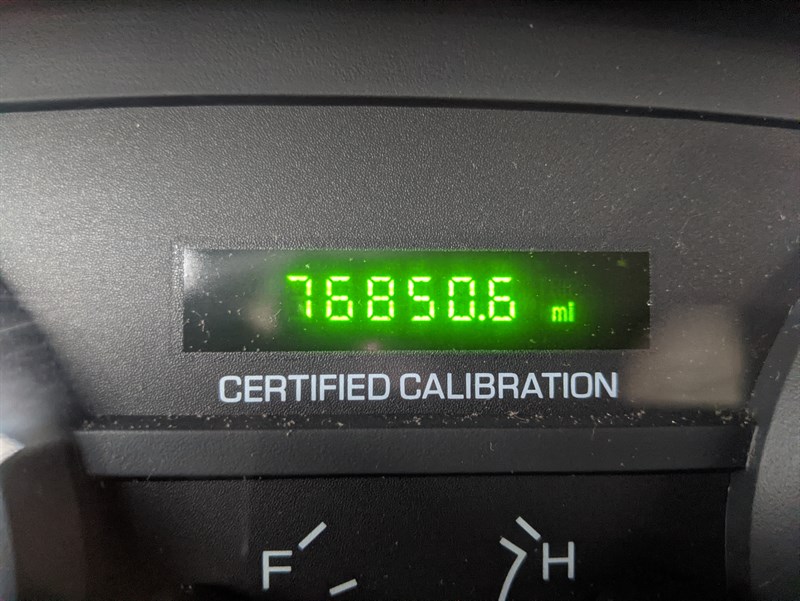 76850.6 mi
CERTIFIED CALIBRATION
F H